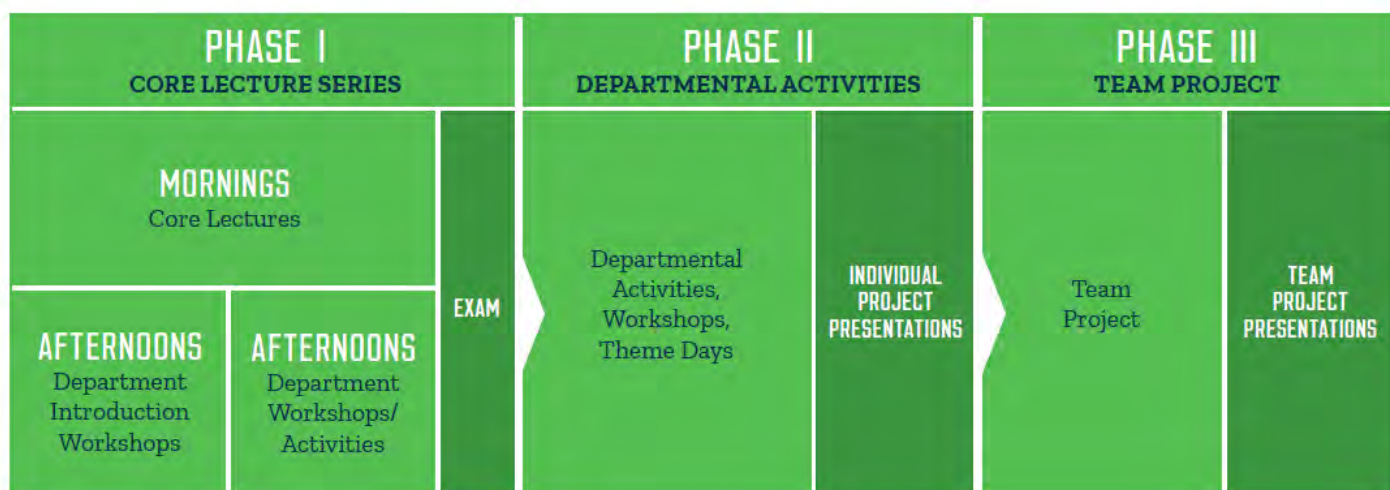 PHASE I
CORE LECTURE SERIES
MORNINGS
Core Lectures
AFTERNOONS
Department
Introduction
Workshops
AFTERNOONS
Department
Workshops/
Activities
EXAM
PHASE II
DEPARTMENTAL ACTIVITIES
Departmental
Activities,
Workshops,
Theme Days
INDIVIDUAL
PROJECT
PRESENTATIONS
PHASE III
TEAM PROJECT
Team
Project
TEAM
PROJECT
PRESENTATIONS